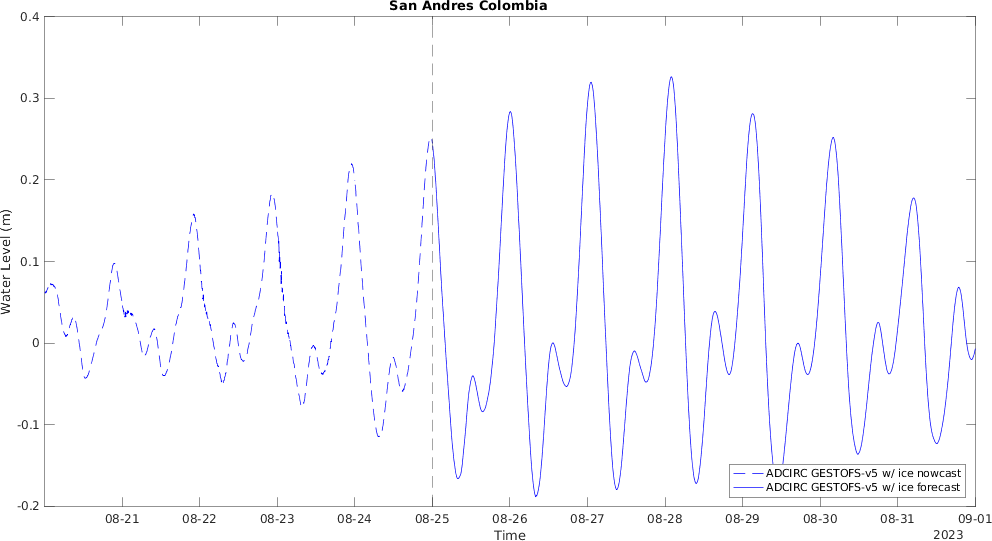 San Andres Colombia
0.4
0.3
0.2
0.1
0
-0.1
-0.2
Water Level (m)
08-21 08-22 08-23 08-24 08-25 08-26 08-27 08-28 08-29 08-30 08-31 09-01
Time
2023
ADCIRC GESTOFS-v5 w/ ice nowcast
ADCIRC GESTOFS-v5 w/ ice forecast